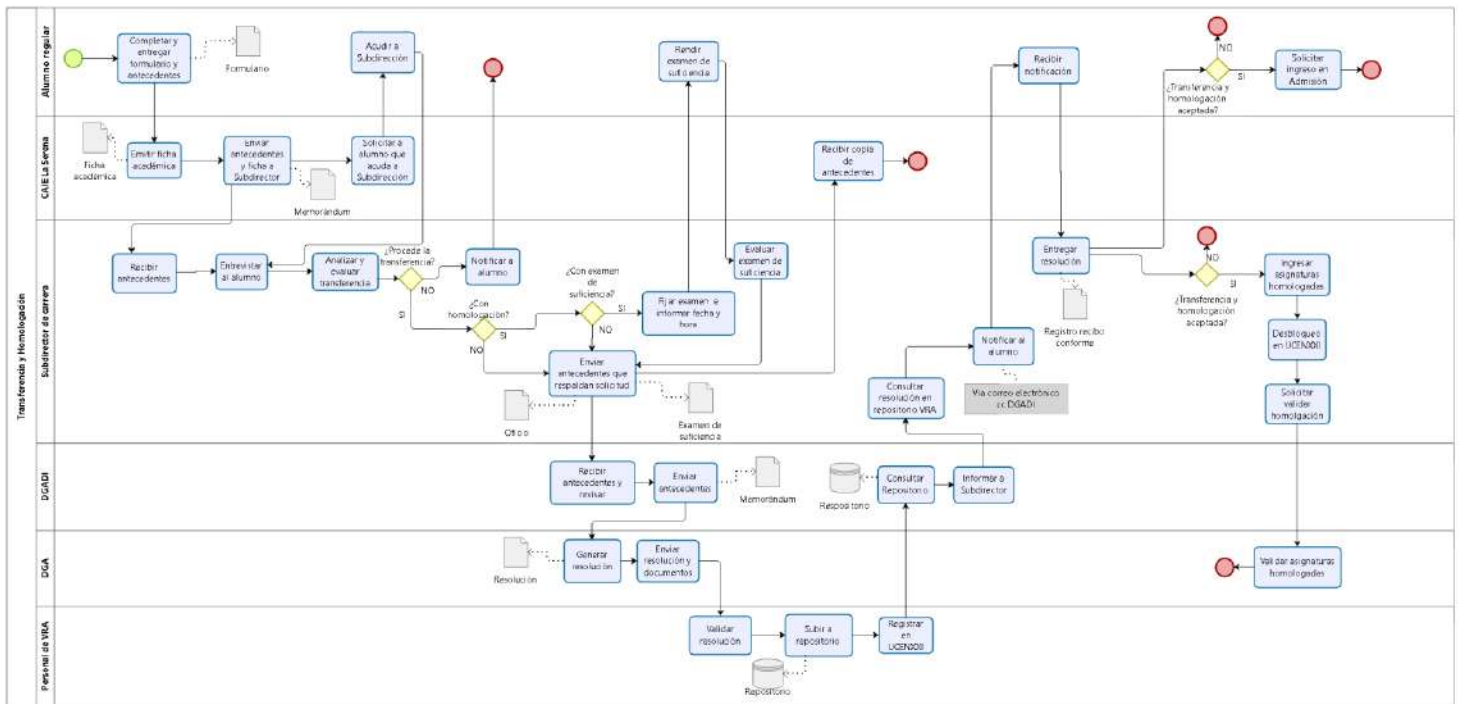 Transferencia y Homologación
Alumno regular
Completar y
entregar
formulario y
antecedentes
Formulario
Acudir a
Subdirección
Rendir
examen de
suficiencia
Recibir
notificación
NO
SI
¿Transferencia y
homologación
aceptada?
Solicitar
ingreso en
Admisión
CAIE La Serena
Ficha
académica
Emitir ficha
académica
Enviar
antecedentes
y ficha a
Subdirector
Memorándum
Solicitar a
alumno que
acuda a
Subdirección
Recibir copia
de
antecedentes
Subdirector de carrera
Recibir
antecedentes
Entrevistar
al alumno
Analizar y
evaluar
transferencia
¿Procede la
transferencia?
NO
SI
Notificar a
alumno
¿Con
homologación?
SI
NO
¿Con examen
de
suficiencia?
SI
NO
Fijar examen e
informar fecha y
hora
Evaluar
examen de
suficiencia
Enviar
antecedentes que
respaldan solicitud
Oficio
Examen de
suficiencia
Consultar
resolución en
repositorio VRA
Notificar al
alumno
Vía correo electrónico
cc DGADI
Entregar
resolución
Registro recibo
conforme
NO
SI
¿Transferencia y
homologación
aceptada?
Ingresar
asignaturas
homologadas
Desbloqueo
en UCENXXI
Solicitar
validar
homolgación
DGADI
Recibir
antecedentes y
revisar
Enviar
antecedentes
Memorándum
Respositorio
Consultar
Repositorio
Informar a
Subdirector
DGA
Resolución
Generar
resolución
Enviar
resolución y
documentos
Validar asignaturas
homologadas
Personal de VRA
Validar
resolución
Subir a
repositorio
Repositorio
Registrar
en
UCENXXI